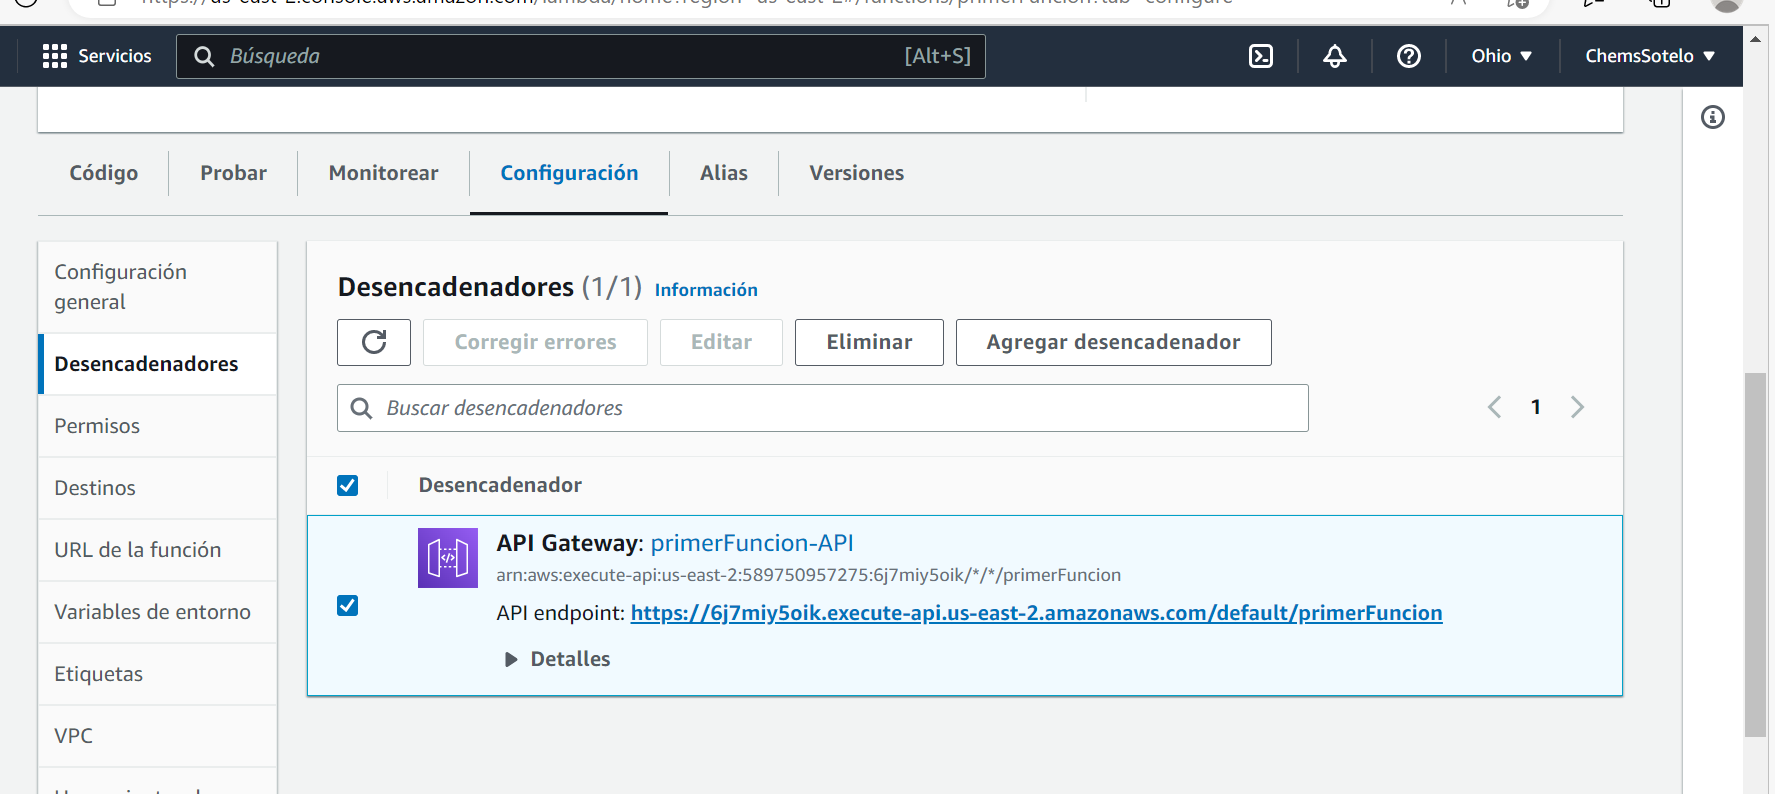 Servicios
Búsqueda
[Alt+S]
Ohio
ChemsSotelo
Código
Probar
Monitorear
Configuración
Alias
Versiones
Configuración
general
Desencadenadores
Permisos
Destinos
URL de la función
Variables de entorno
Etiquetas
VPC
Desencadenadores (1/1) Información
Corregir errores
Editar
Eliminar
Agregar desencadenador
Buscar desencadenadores
1
Desencadenador
API Gateway: primerFuncion-API
arn:aws:execute-api:us-east-2:589750957275:6j7miy5oik/*/*/primerFuncion
API endpoint: https://6j7miy5oik.execute-api.us-east-2.amazonaws.com/default/primerFuncion
Detalles